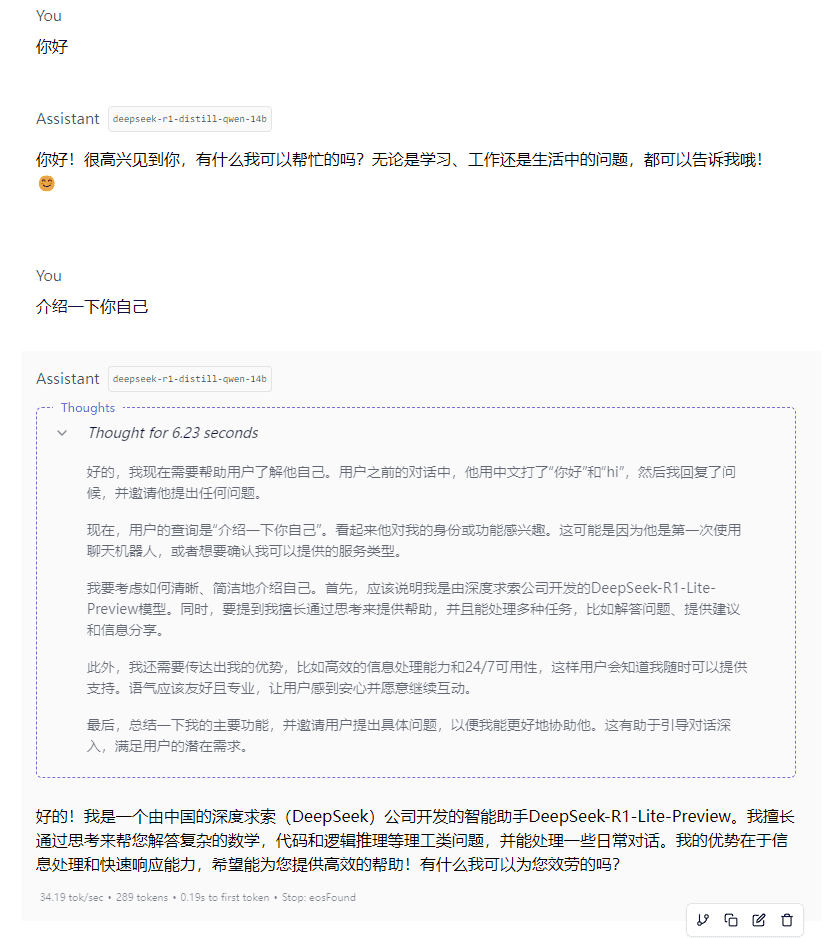 You
你好
Assistant deepseek-r1-distill-qwen-14b
你好！很高兴见到你，有什么我可以帮忙的吗？无论是学习、工作还是生活中的问题，都可以告诉我哦！
😊
You
介绍一下你自己
Assistant deepseek-r1-distill-qwen-14b
Thoughts
Thought for 6.23 seconds
好的，我现在需要帮助用户了解他自己。用户之前的对话中，他用中文打了“你好”和“hi”，然后我回复了问
候，并邀请他提出任何问题。
现在，用户的查询是“介绍一下你自己”。看起来他对我的身份或功能感兴趣。这可能是因为他是第一次使用
聊天机器人，或者想要确认我可以提供的服务类型。
我要考虑如何清晰、简洁地介绍自己。首先，应该说明我是由深度求索公司开发的DeepSeek-R1-Lite-
Preview模型。同时，要提到我擅长通过思考来提供帮助，并且能处理多种任务，比如解答问题、提供建议
和信息分享。
此外，我还需要传达出我的优势，比如高效的信息处理能力和24/7可用性，这样用户会知道我随时可以提供
支持。语气应该友好且专业，让用户感到安心并愿意继续互动。
最后，总结一下我的主要功能，并邀请用户提出具体问题，以便我能更好地协助他。这有助于引导对话深
入，满足用户的潜在需求。
好的！我是一个由中国的深度求索（DeepSeek）公司开发的智能助手DeepSeek-R1-Lite-Preview。我擅长
通过思考来帮您解答复杂的数学，代码和逻辑推理等理工类问题，并能处理一些日常对话。我的优势在于信
息处理和快速响应能力，希望能为您提供高效的帮助！有什么我可以为您效劳的吗？
34.19 tok/sec • 289 tokens • 0.19s to first token • Stop: eosFound